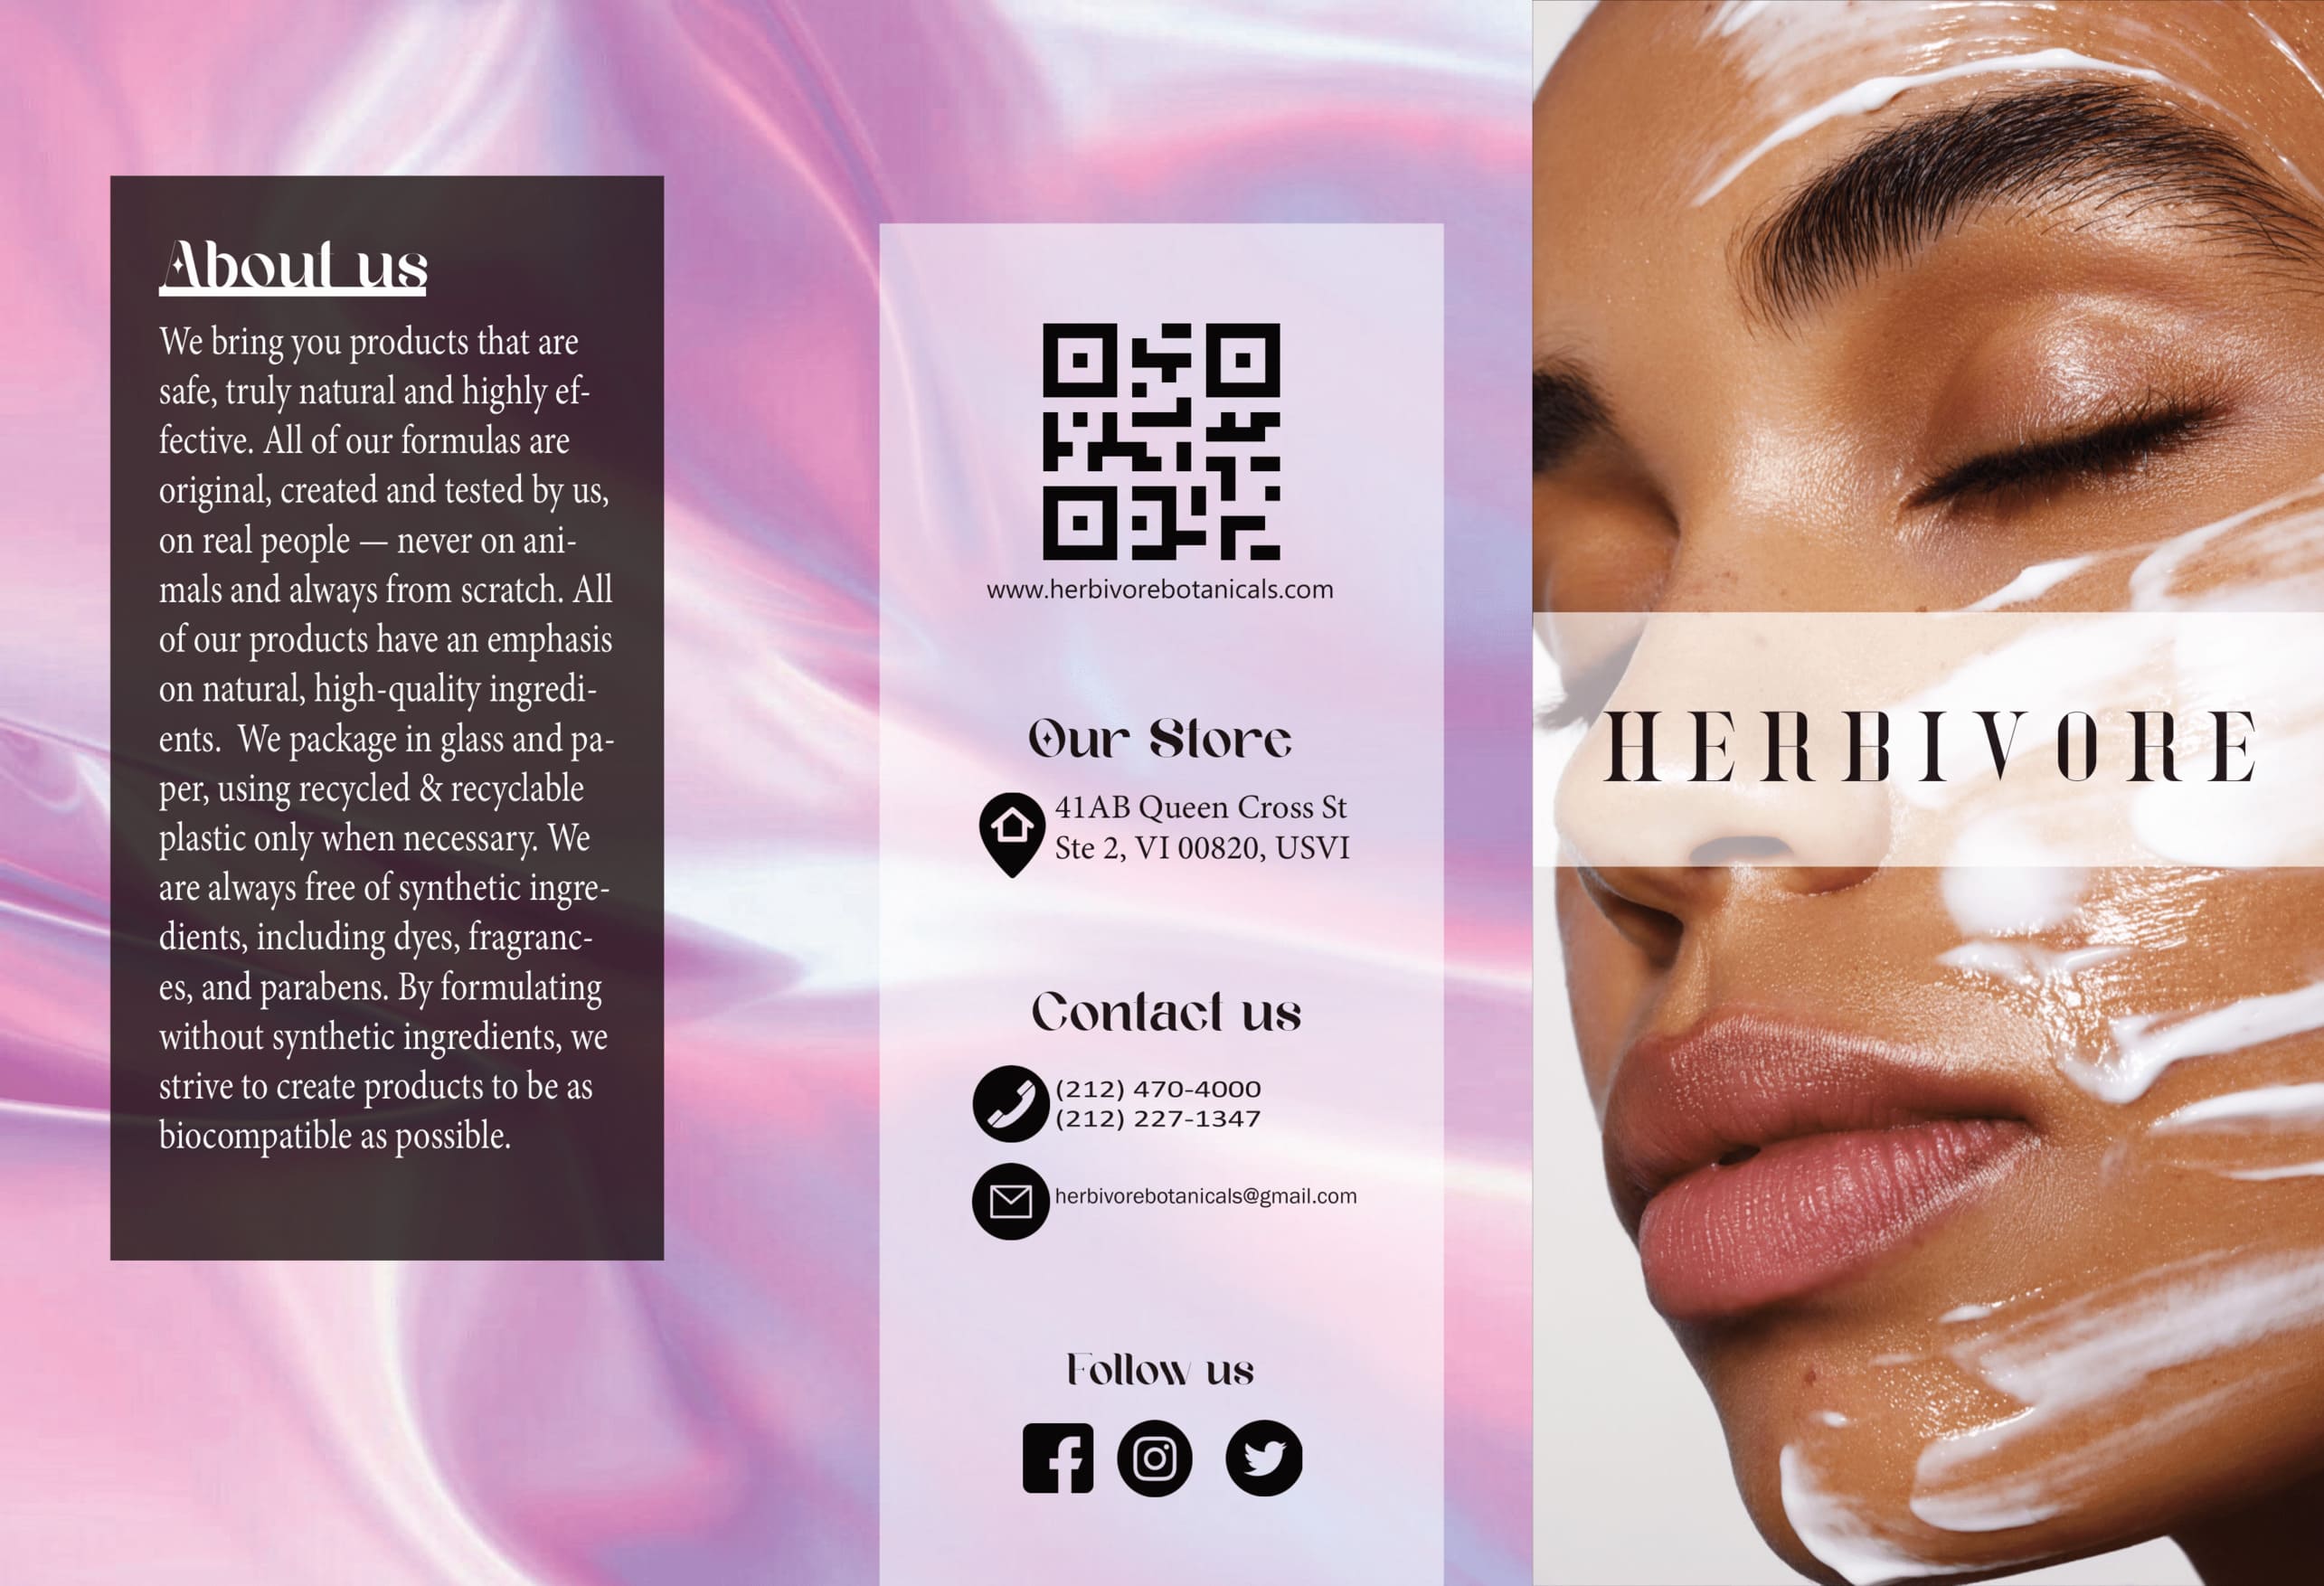 About us
We bring you products that are
safe, truly natural and highly ef-
fective. All of our formulas are
original, created and tested by us,
on real people — never on ani-
mals and always from scratch. All
of our products have an emphasis
on natural, high-quality ingredi-
ents.  We package in glass and pa-
per, using recycled & recyclable
plastic only when necessary. We
are always free of synthetic ingre-
dients, including dyes, fragranc-
es, and parabens. By formulating
without synthetic ingredients, we
strive to create products to be as
biocompatible as possible.
www.herbivorebotanicals.com
Our Store
41AB Queen Cross St
Ste 2, VI 00820, USVI
Contact us
(212) 470-4000
(212) 227-1347
herbivorebotanicals@gmail.com
Follow us
HERBIVORE